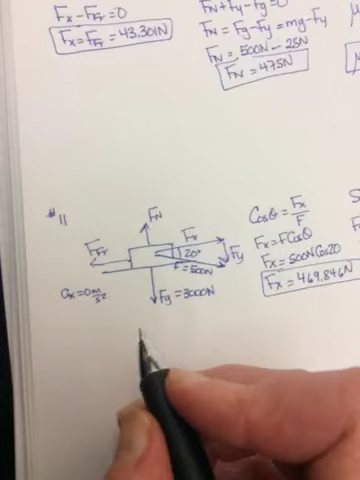 Fx - FFr = 0
Fx = FFr = 43.301N
FN + Fy - Fg = 0
FN = Fg - Fy = mg - Fy
FN = 500N - 25N
FN = 475N
#11
FN
FFr
Fx
20°
Fy
F = 500N
ax = 0 m/s²
Fg = 3000N
Cosθ = Fx/F
Fx = FCosθ
Fx = 500N Cos20
Fx = 469.846N